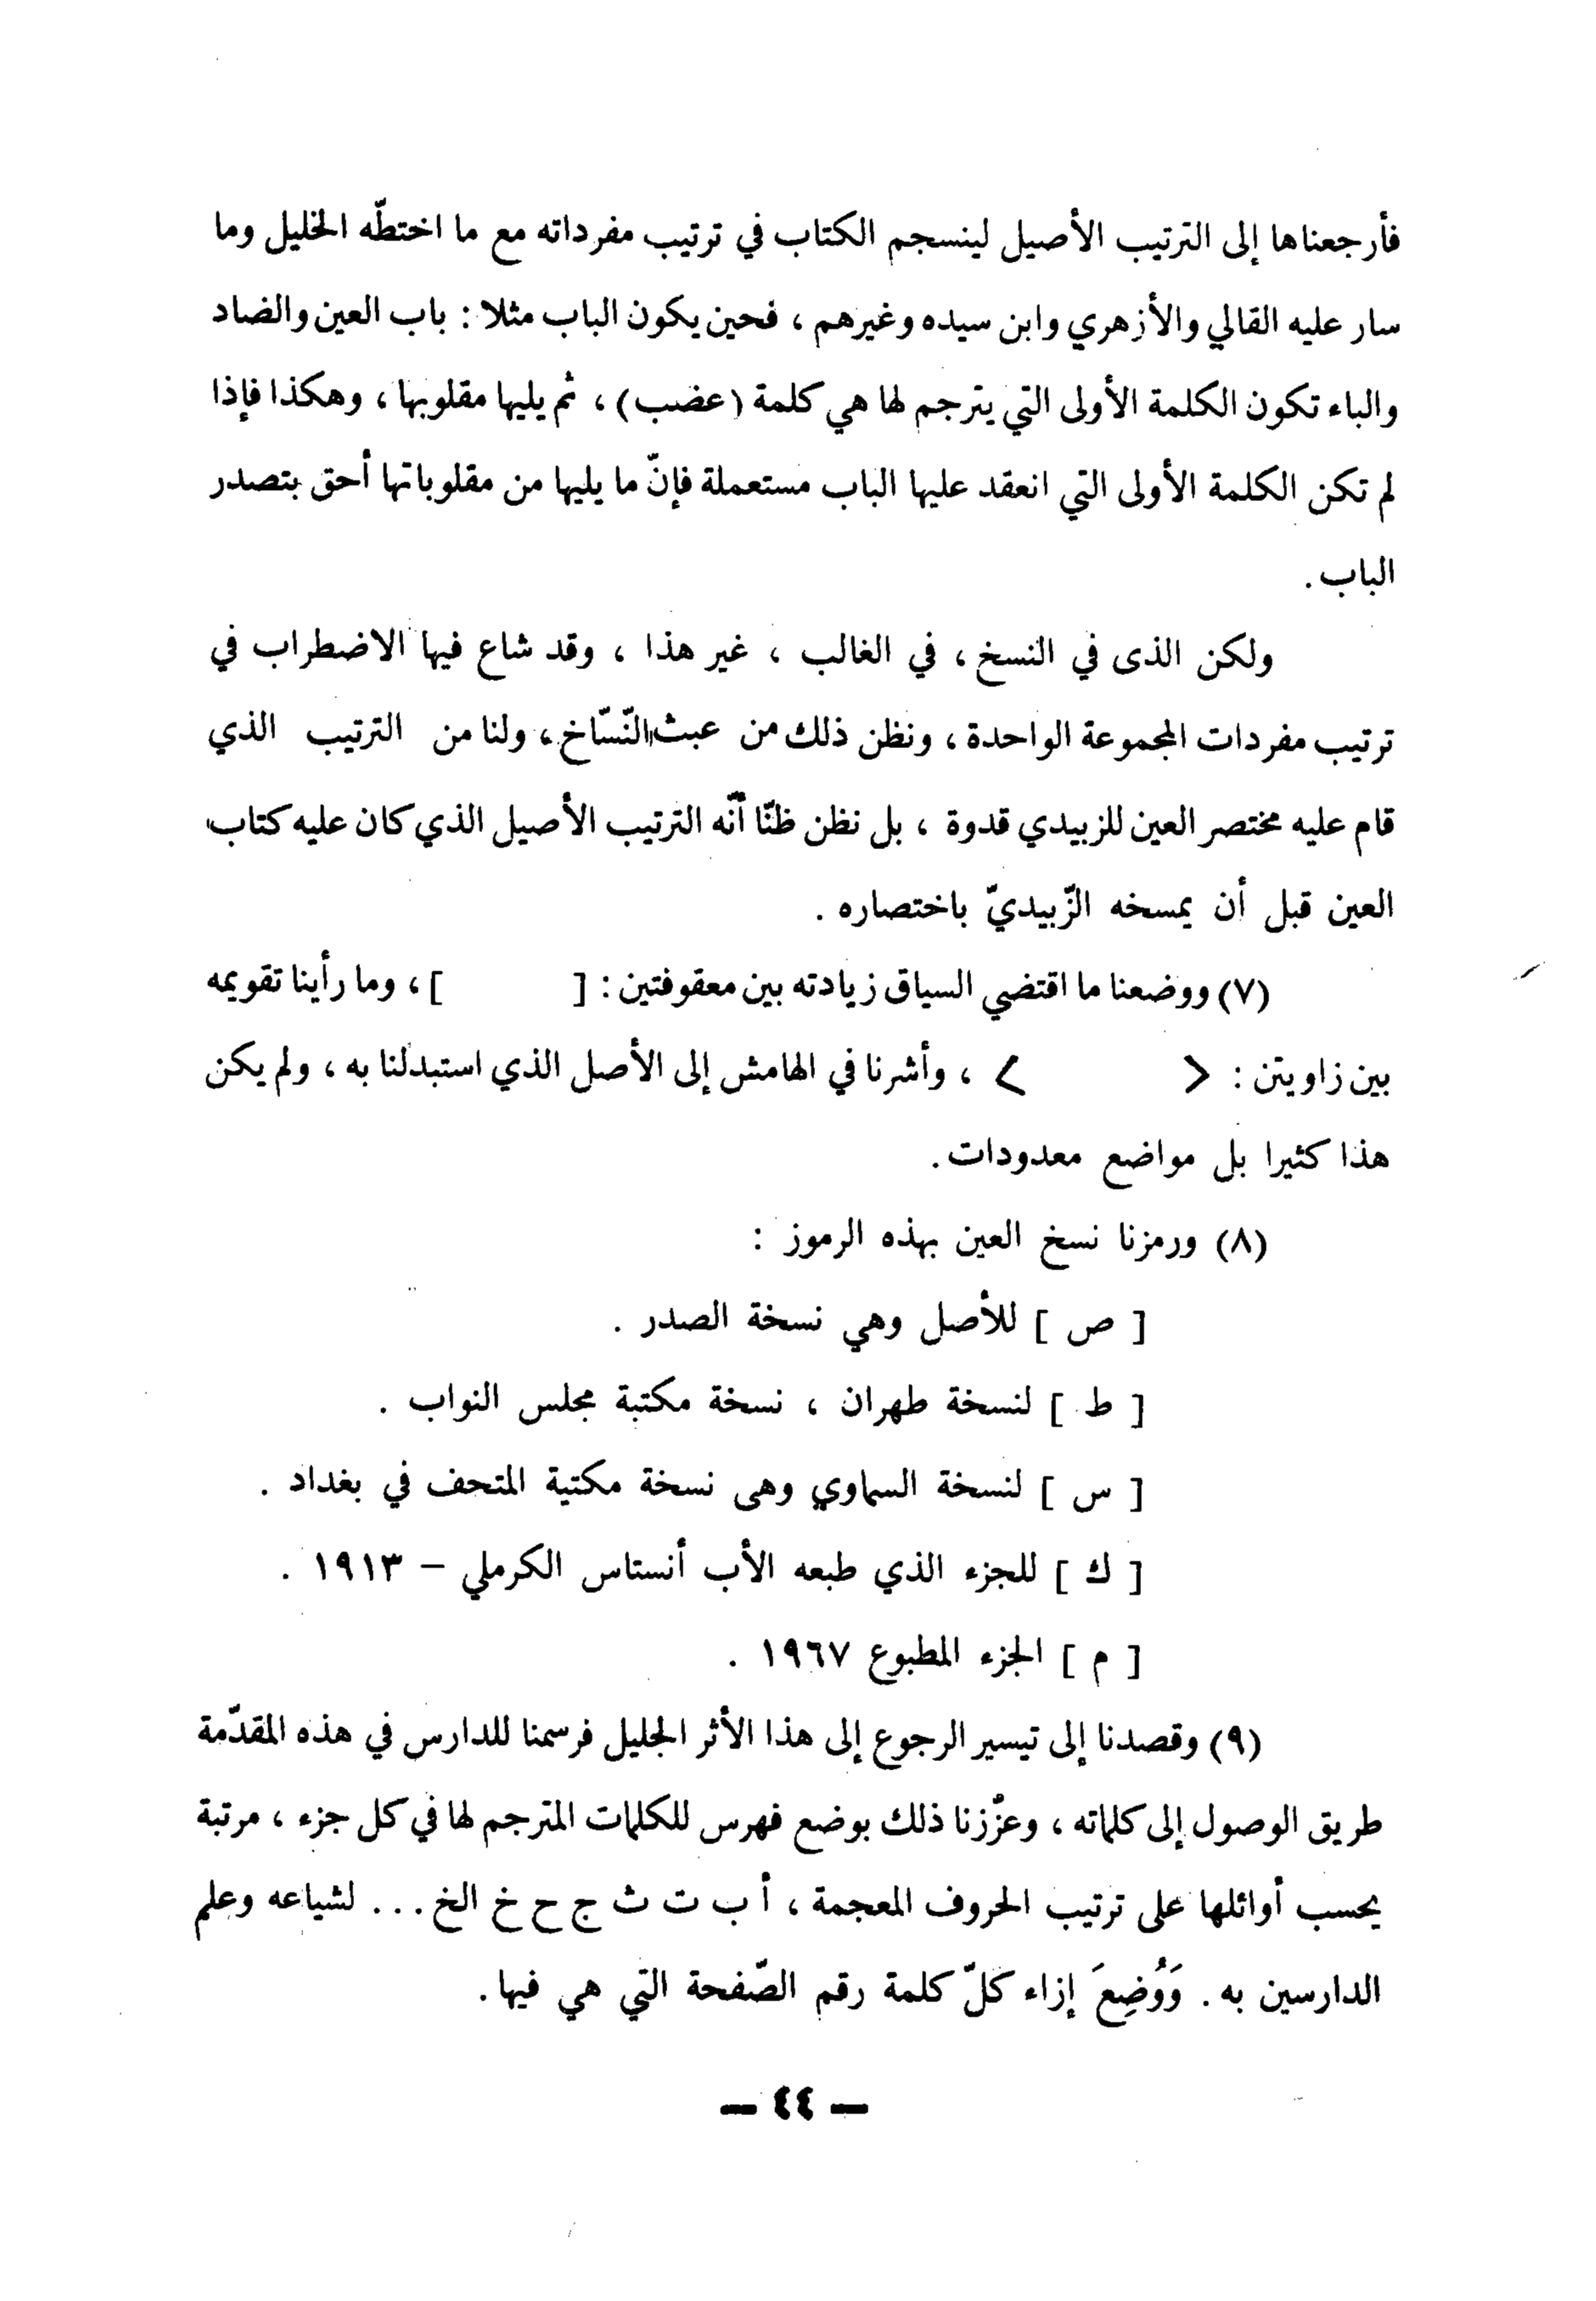 فأرجعناها إلى الترتيب الأصيل لينسجم الكتاب في ترتيب مفرداته مع ما اختطّه الخليل وما
سار عليه القالي والأزهري وابن سيده وغيرهم ، فحين يكون الباب مثلا : باب العين والضاد
والباء تكون الكلمة الأولى التي يترجم لها هي كلمة (عضب) ، ثم يليها مقلوبها ، وهكذا فإذا
لم تكن الكلمة الأولى التي انعقد عليها الباب مستعملة فإنّ ما يليها من مقلوباتها أحق بتصدر
الباب .
ولكن الذى في النسخ ، في الغالب ، غير هذا ، وقد شاع فيها الاضطراب في
ترتيب مفردات المجموعة الواحدة ، ونظن ذلك من عبث النّسّاخ ، ولنا من الترتيب الذي
قام عليه مختصر العين للزبيدي قدوة ، بل نظن ظنّا أنّه الترتيب الأصيل الذي كان عليه كتاب
العين قبل أن يمسخه الزّبيديّ باختصاره .
(٧) ووضعنا ما اقتضي السياق زيادته بين معقوفتين : [ ] ، وما رأينا تقويمه
بين زاويتن : < > ، وأشرنا في الهامش إلى الأصل الذي استبدلنا به ، ولم يكن
هذا كثيرا بل مواضع معدودات .
(٨) ورمزنا نسخ العين بهذه الرموز :
[ ص ] للأصل وهي نسخة الصدر .
[ ط ] لنسخة طهران ، نسخة مكتبة مجلس النواب .
[ س ] لنسخة السماوي وهى نسخة مكتبة المتحف في بغداد .
[ ك ] للجزء الذي طبعه الأب أنستاس الكرملي – ١٩١٣ .
[ م ] الجزء المطبوع ١٩٦٧ .
(٩) وقصدنا إلى تيسير الرجوع إلى هذا الأثر الجليل فرسمنا للدارس في هذه المقدّمة
طريق الوصول إلى كلماته ، وعزّزنا ذلك بوضع فهرس للكلمات المترجم لها في كل جزء ، مرتبة
بحسب أوائلها على ترتيب الحروف المعجمة ، أ ب ت ث ج ح خ الخ ... لشياعه وعلم
الدارسين به . وَوُضِعَ إزاء كلّ كلمة رقم الصّفحة التي هي فيها .
– ٤٤ –